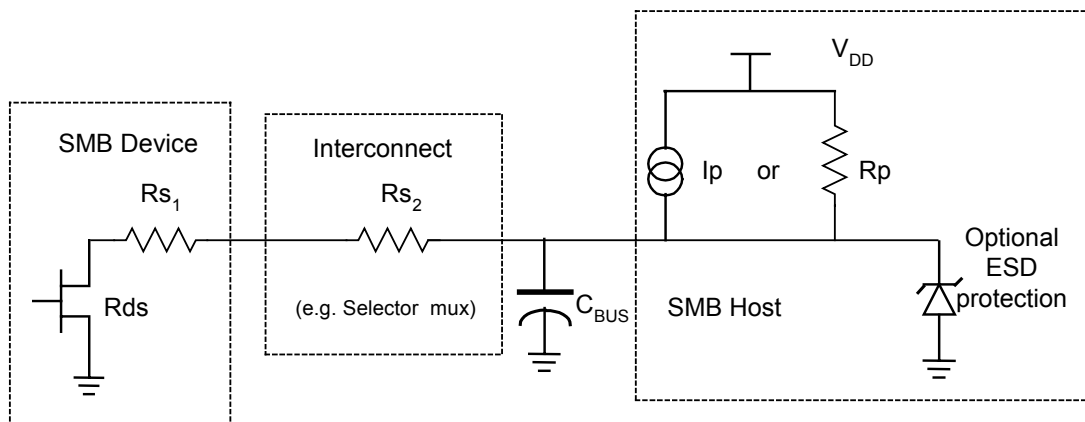 SMB Device
Rs1
Rds
Interconnect
Rs2
(e.g. Selector mux)
CBUS
VDD
Ip or Rp
SMB Host
Optional
ESD
protection